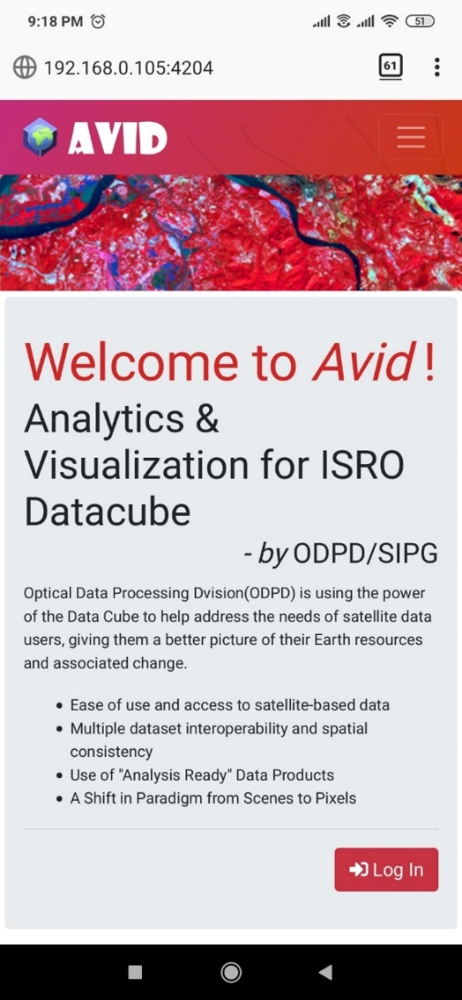 9:18 PM
51
192.168.0.105:4204
61
AVID
Welcome to Avid !
Analytics &
Visualization for ISRO
Datacube
- by ODPD/SIPG
Optical Data Processing Dvision(ODPD) is using the power
of the Data Cube to help address the needs of satellite data
users, giving them a better picture of their Earth resources
and associated change.
• Ease of use and access to satellite-based data
• Multiple dataset interoperability and spatial
consistency
• Use of "Analysis Ready" Data Products
• A Shift in Paradigm from Scenes to Pixels
Log In